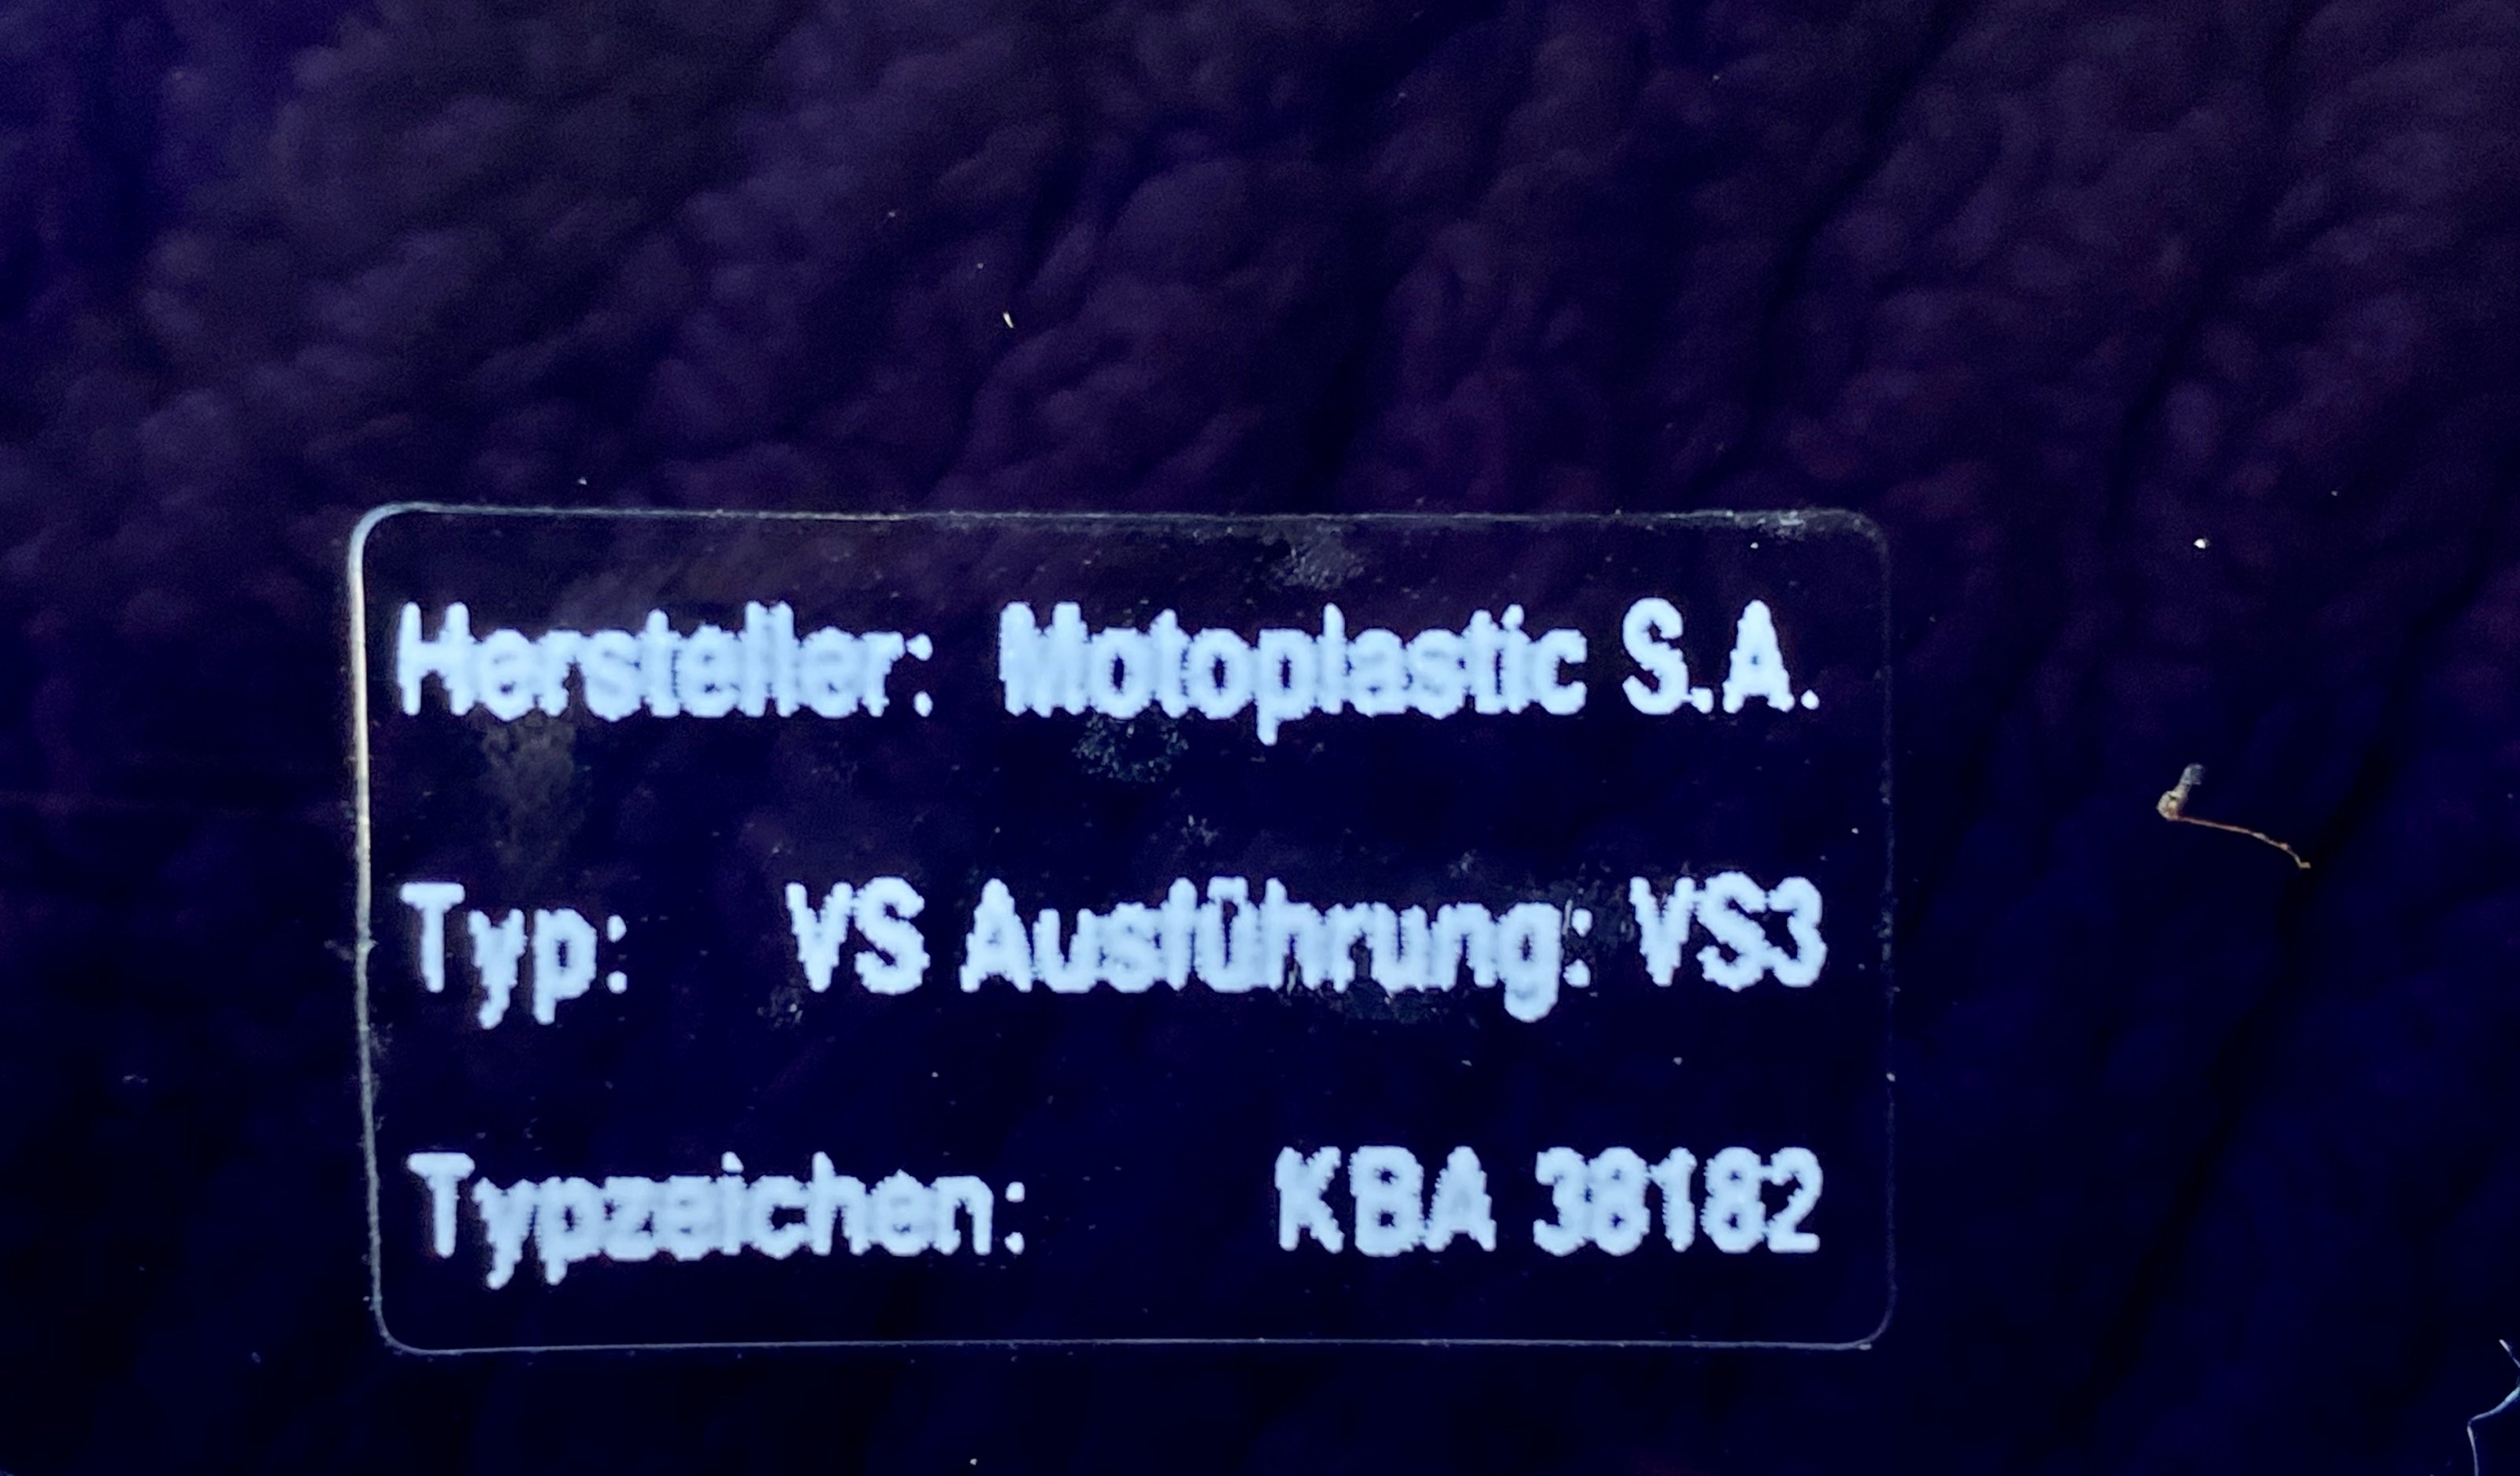 Hersteller: Motoplastic S.A.
Typ: VS Ausführung: VS3
Typzeichen: KBA 38182